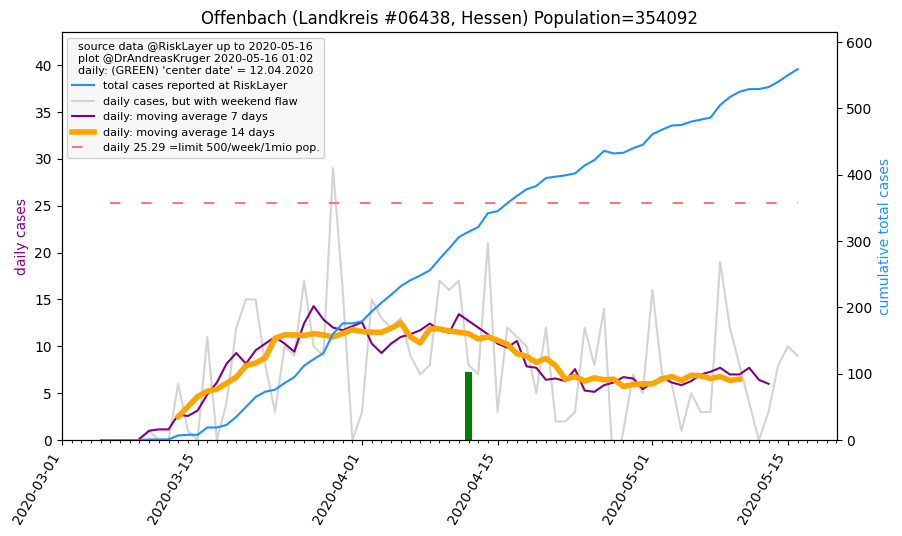 Offenbach (Landkreis #06438, Hessen) Population=354092
source data @RiskLayer up to 2020-05-16
plot @DrAndreasKruger 2020-05-16 01:02
daily: (GREEN) 'center date' = 12.04.2020
total cases reported at RiskLayer
daily cases, but with weekend flaw
daily: moving average 7 days
daily: moving average 14 days
daily 25.29 =limit 500/week/1mio pop.
daily cases
40
35
30
25
20
15
10
5
0
600
500
400
300
200
100
0
cumulative total cases
2020-03-01
2020-03-15
2020-04-01
2020-04-15
2020-05-01
2020-05-15